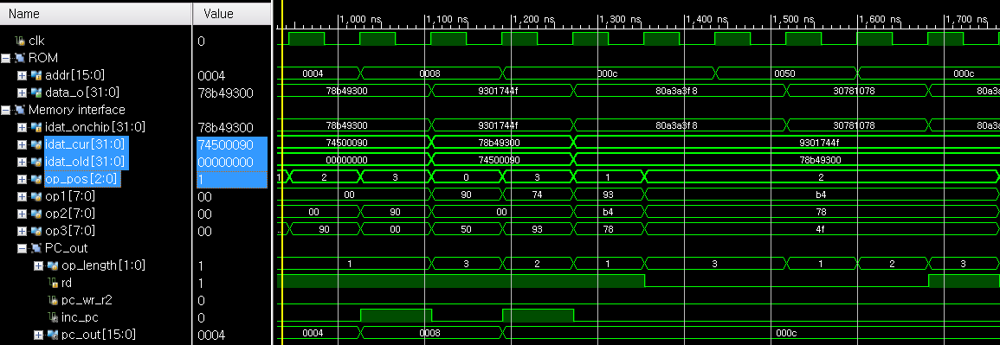 Name Value 1,000 ns 1,100 ns 1,200 ns 1,300 ns 1,400 ns 1,500 ns 1,600 ns 1,700 ns
clk 0
ROM
addr[15:0] 0004 0004 0008 000c 0050 000c
data_o[31:0] 78b49300 78b49300 9301744f 80a3a3f8 30781078 80a3a
Memory interface
idat_onchip[31:0] 78b49300 78b49300 9301744f 80a3a3f8 30781078 80a3a
idat_cur[31:0] 74500090 74500090 78b49300 9301744f
idat_old[31:0] 00000000 00000000 74500090 78b49300
op_pos[2:0] 1 1 2 3 0 3 1 2
op1[7:0] 00 00 90 74 93 b4
op2[7:0] 00 00 90 00 b4 78
op3[7:0] 00 ... 90 00 50 93 78 4f
PC_out
op_length[1:0] 1 1 3 2 1 3 1 2 3
rd 1
pc_wr_r2 0
inc_pc 0
pc_out[15:0] 0004 0004 0008 000c